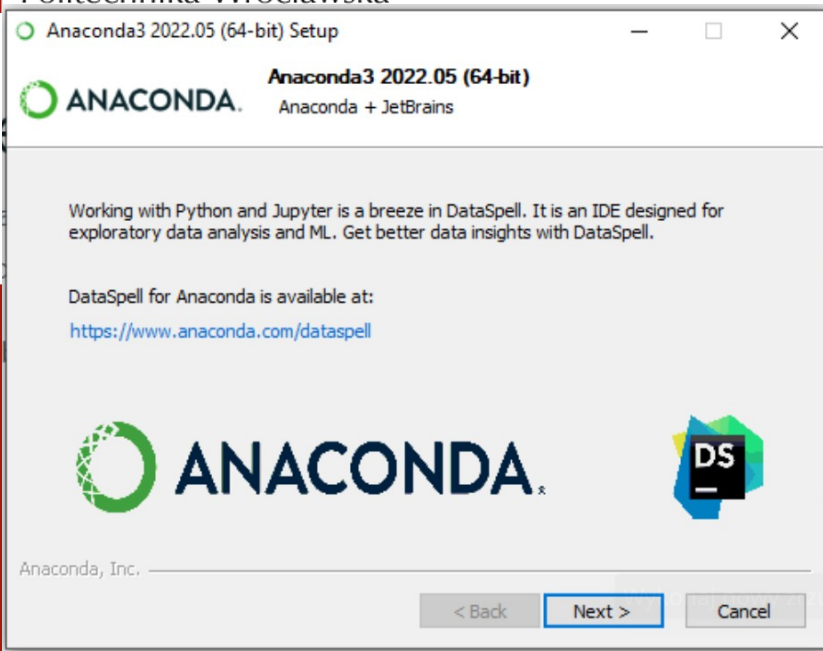 Politechnika Wrocławska
Anaconda3 2022.05 (64-bit) Setup
ANACONDA.
Anaconda3 2022.05 (64-bit)
Anaconda + JetBrains
Working with Python and Jupyter is a breeze in DataSpell. It is an IDE designed for
exploratory data analysis and ML. Get better data insights with DataSpell.
DataSpell for Anaconda is available at:
https://www.anaconda.com/dataspell
ANACONDA.
DS
Anaconda, Inc.
< Back Next > Cancel